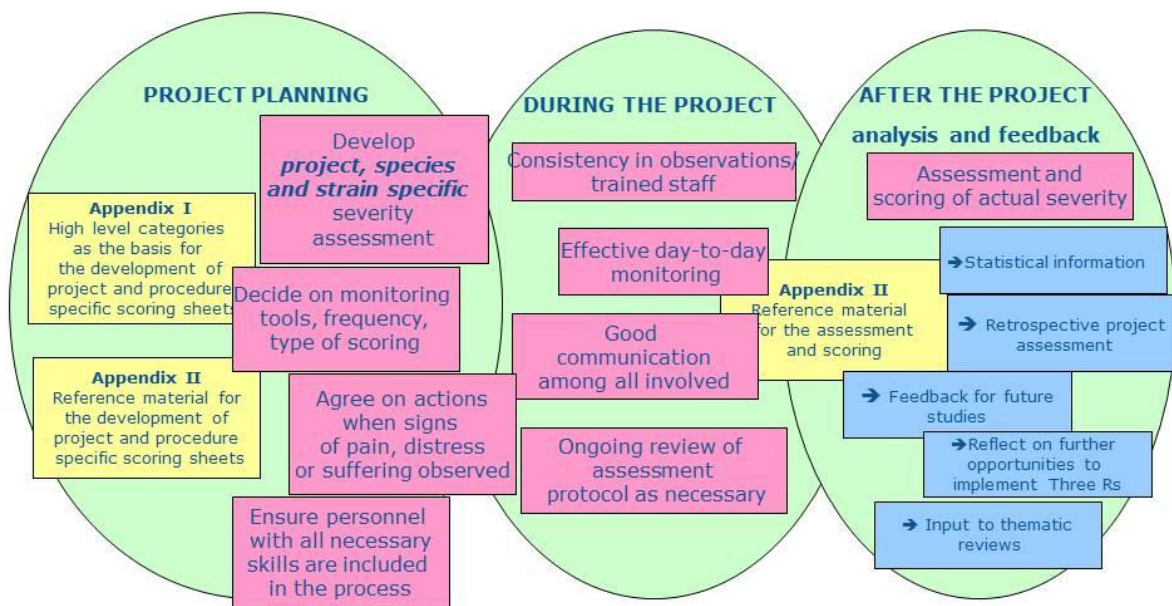 PROJECT PLANNING
Develop
project, species
and strain specific
severity
assessment
Appendix I
High level categories
as the basis for
the development of
project and procedure
specific scoring sheets
Decide on monitoring
tools, frequency,
type of scoring
Appendix II
Reference material for
the development of
project and procedure
specific scoring sheets
Agree on actions
when signs
of pain, distress
or suffering observed
Ensure personnel
with all necessary
skills are included
in the process
DURING THE PROJECT
Consistency in observations/
trained staff
Effective day-to-day
monitoring
Good
communication
among all involved
Ongoing review of
assessment
protocol as necessary
Appendix II
Reference material
for the assessment
and scoring
AFTER THE PROJECT
analysis and feedback
Assessment and
scoring of actual severity
➔Statistical information
➔ Retrospective project
assessment
➔ Feedback for future
studies
➔Reflect on further
opportunities to
implement Three Rs
➔ Input to thematic
reviews